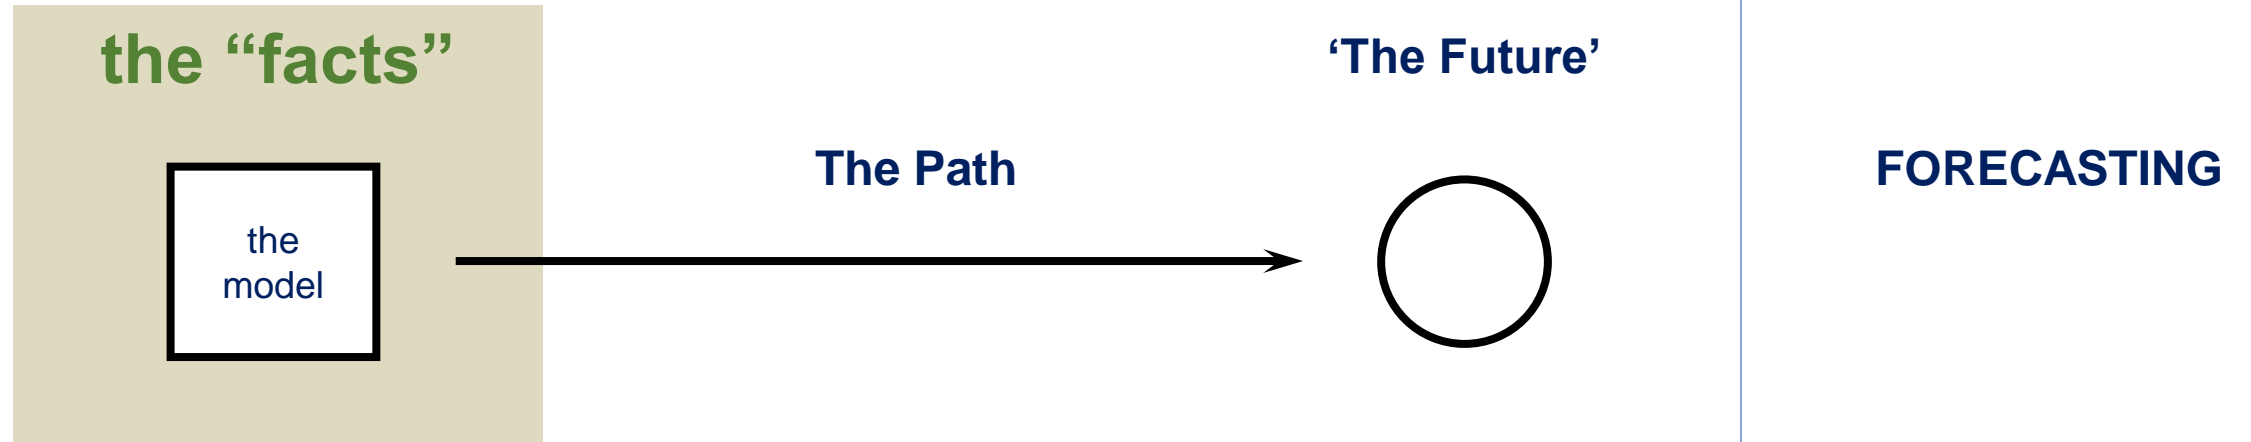 the “facts”
‘The Future’
The Path
FORECASTING
the
model